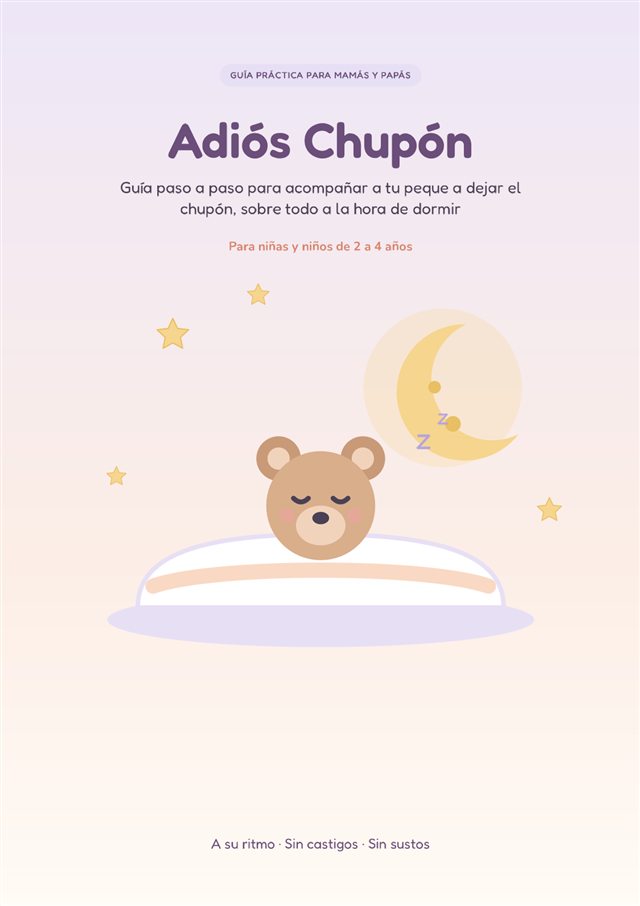 GUÍA PRÁCTICA PARA MAMÁS Y PAPÁS
Adiós Chupón
Guía paso a paso para acompañar a tu peque a dejar el
chupón, sobre todo a la hora de dormir
Para niñas y niños de 2 a 4 años
z
z
A su ritmo · Sin castigos · Sin sustos